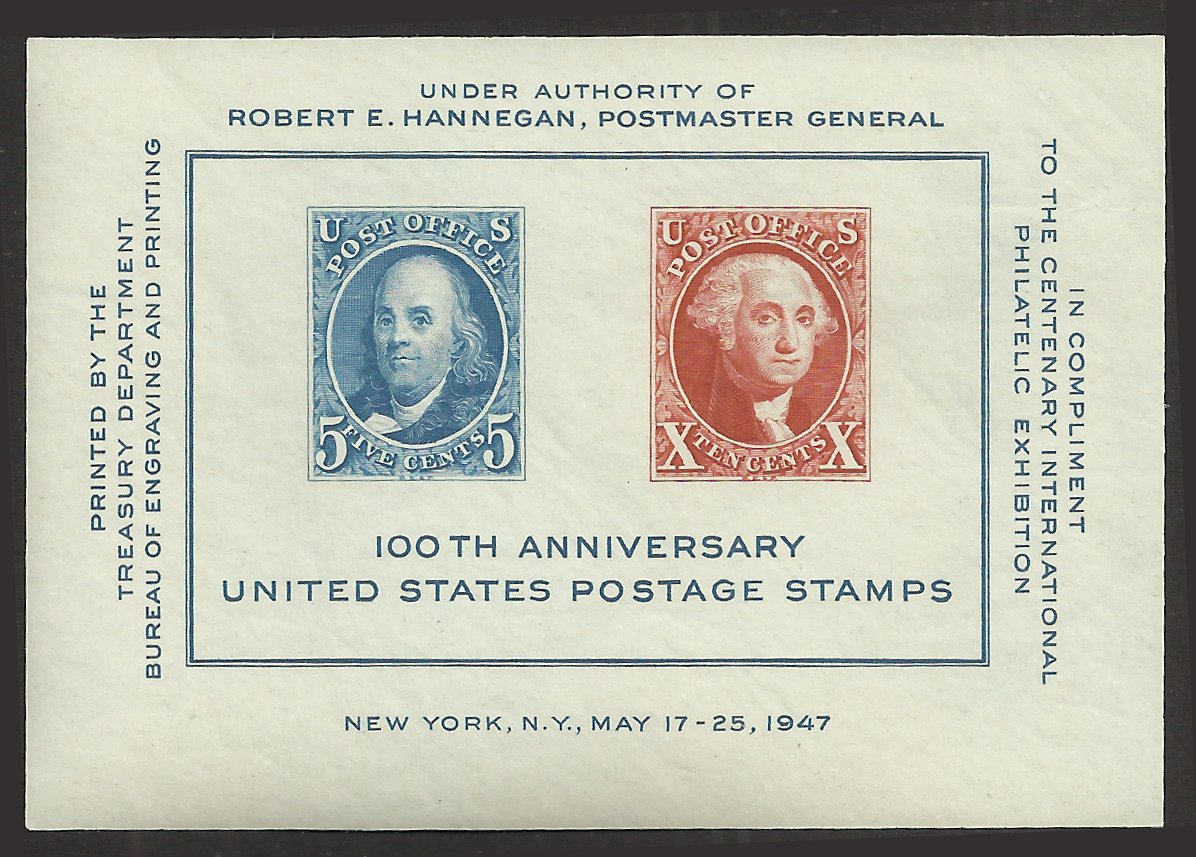 UNDER AUTHORITY OF
ROBERT E. HANNEGAN, POSTMASTER GENERAL
PRINTED BY THE
TREASURY DEPARTMENT
BUREAU OF ENGRAVING AND PRINTING
U S
POST OFFICE
5 FIVE CENTS 5
U S
POST OFFICE
X TEN CENTS X
100TH ANNIVERSARY
UNITED STATES POSTAGE STAMPS
IN COMPLIMENT
TO THE CENTENARY INTERNATIONAL
PHILATELIC EXHIBITION
NEW YORK, N.Y., MAY 17-25, 1947